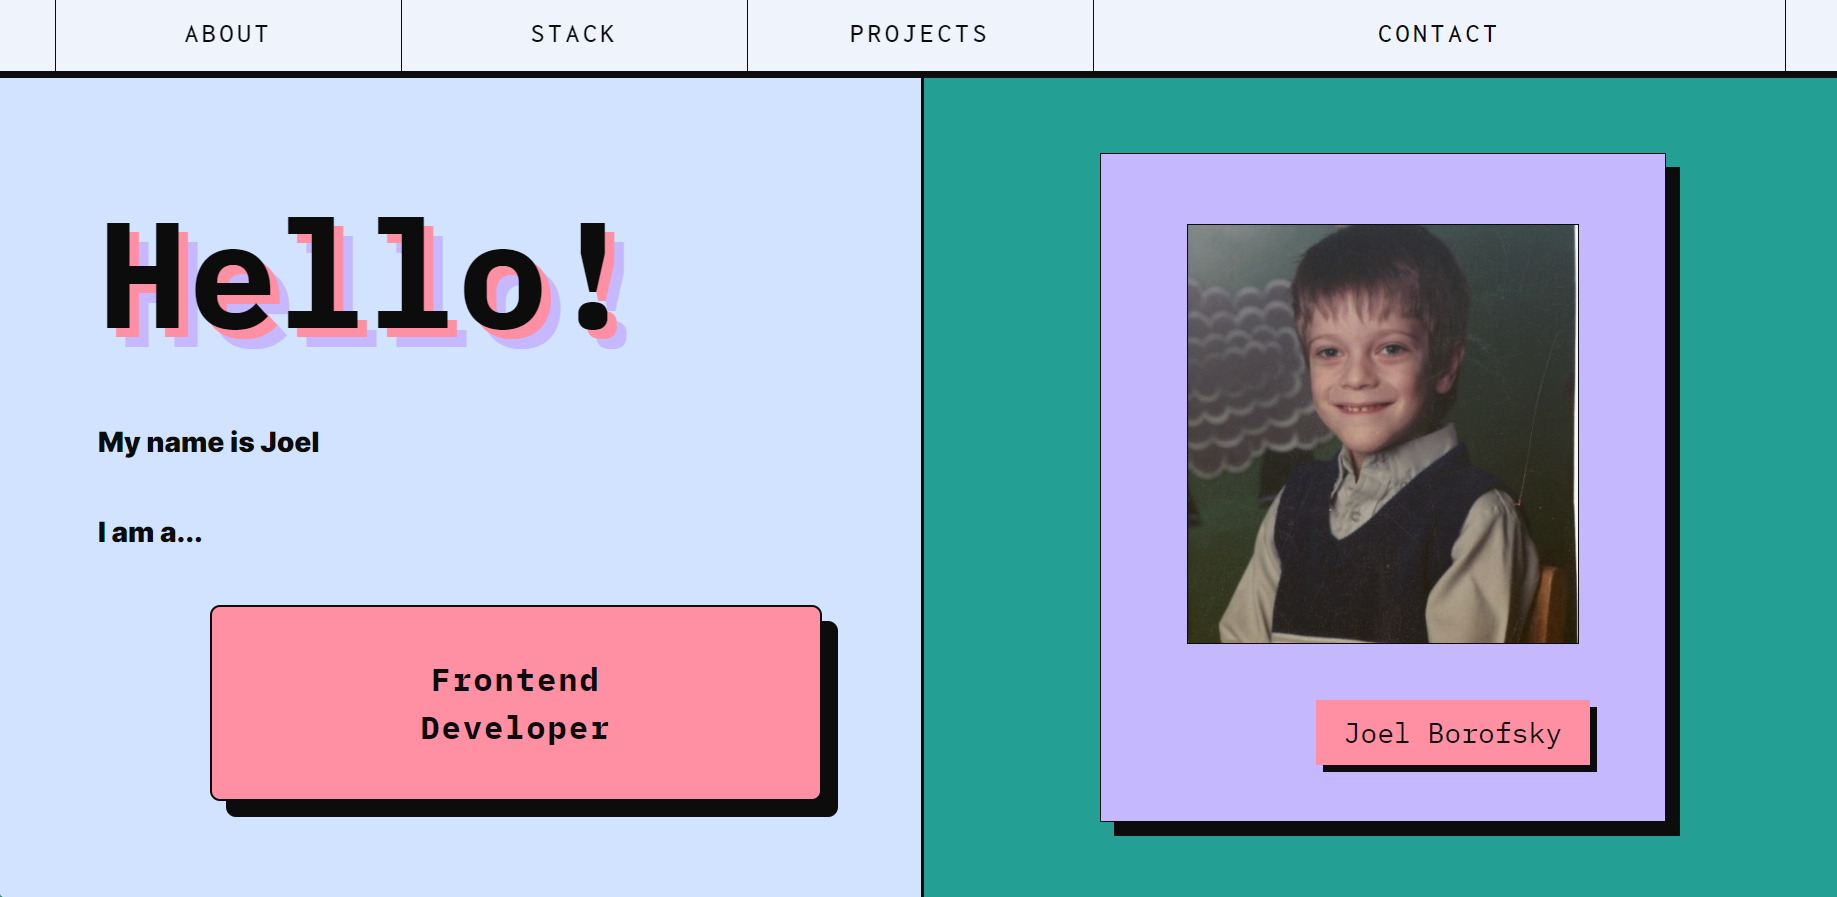 ABOUT
STACK
PROJECTS
CONTACT
Hello!
My name is Joel
I am a...
Frontend
Developer
Joel Borofsky